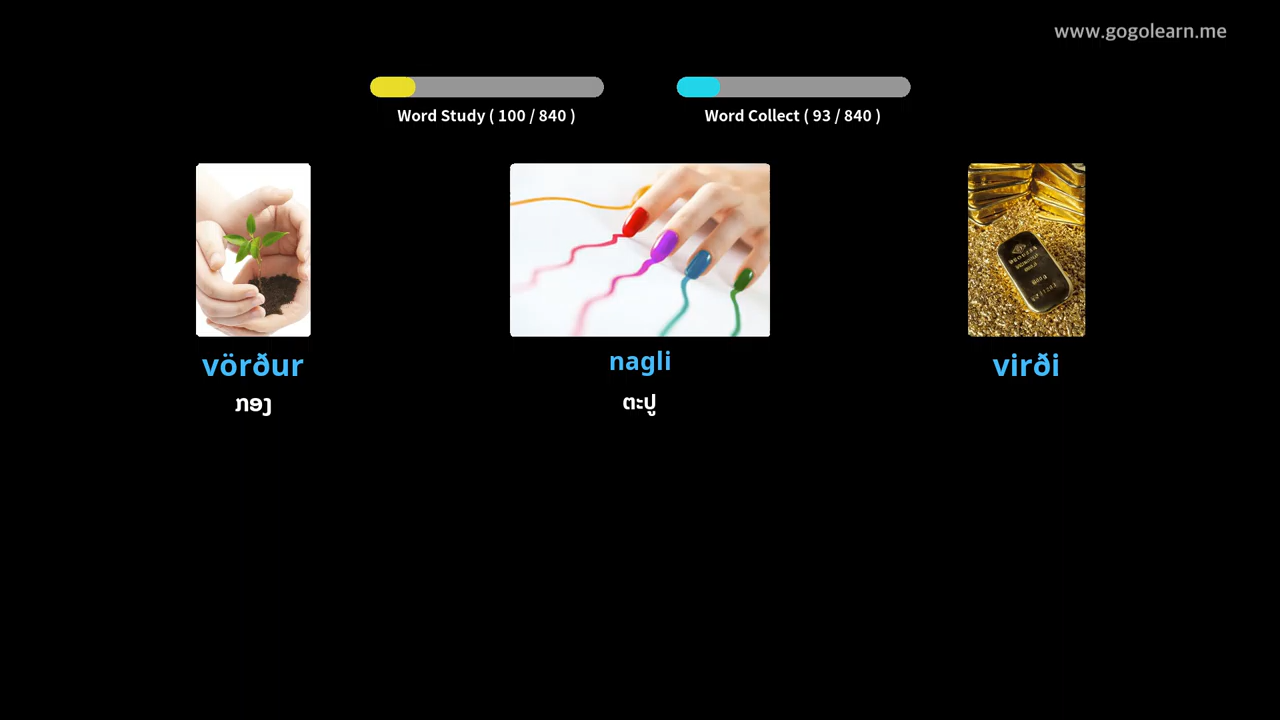 www.gogolearn.me
Word Study ( 100 / 840 )
Word Collect ( 93 / 840 )
vörður
nagli
virði
ກອງ
ຕະປູ